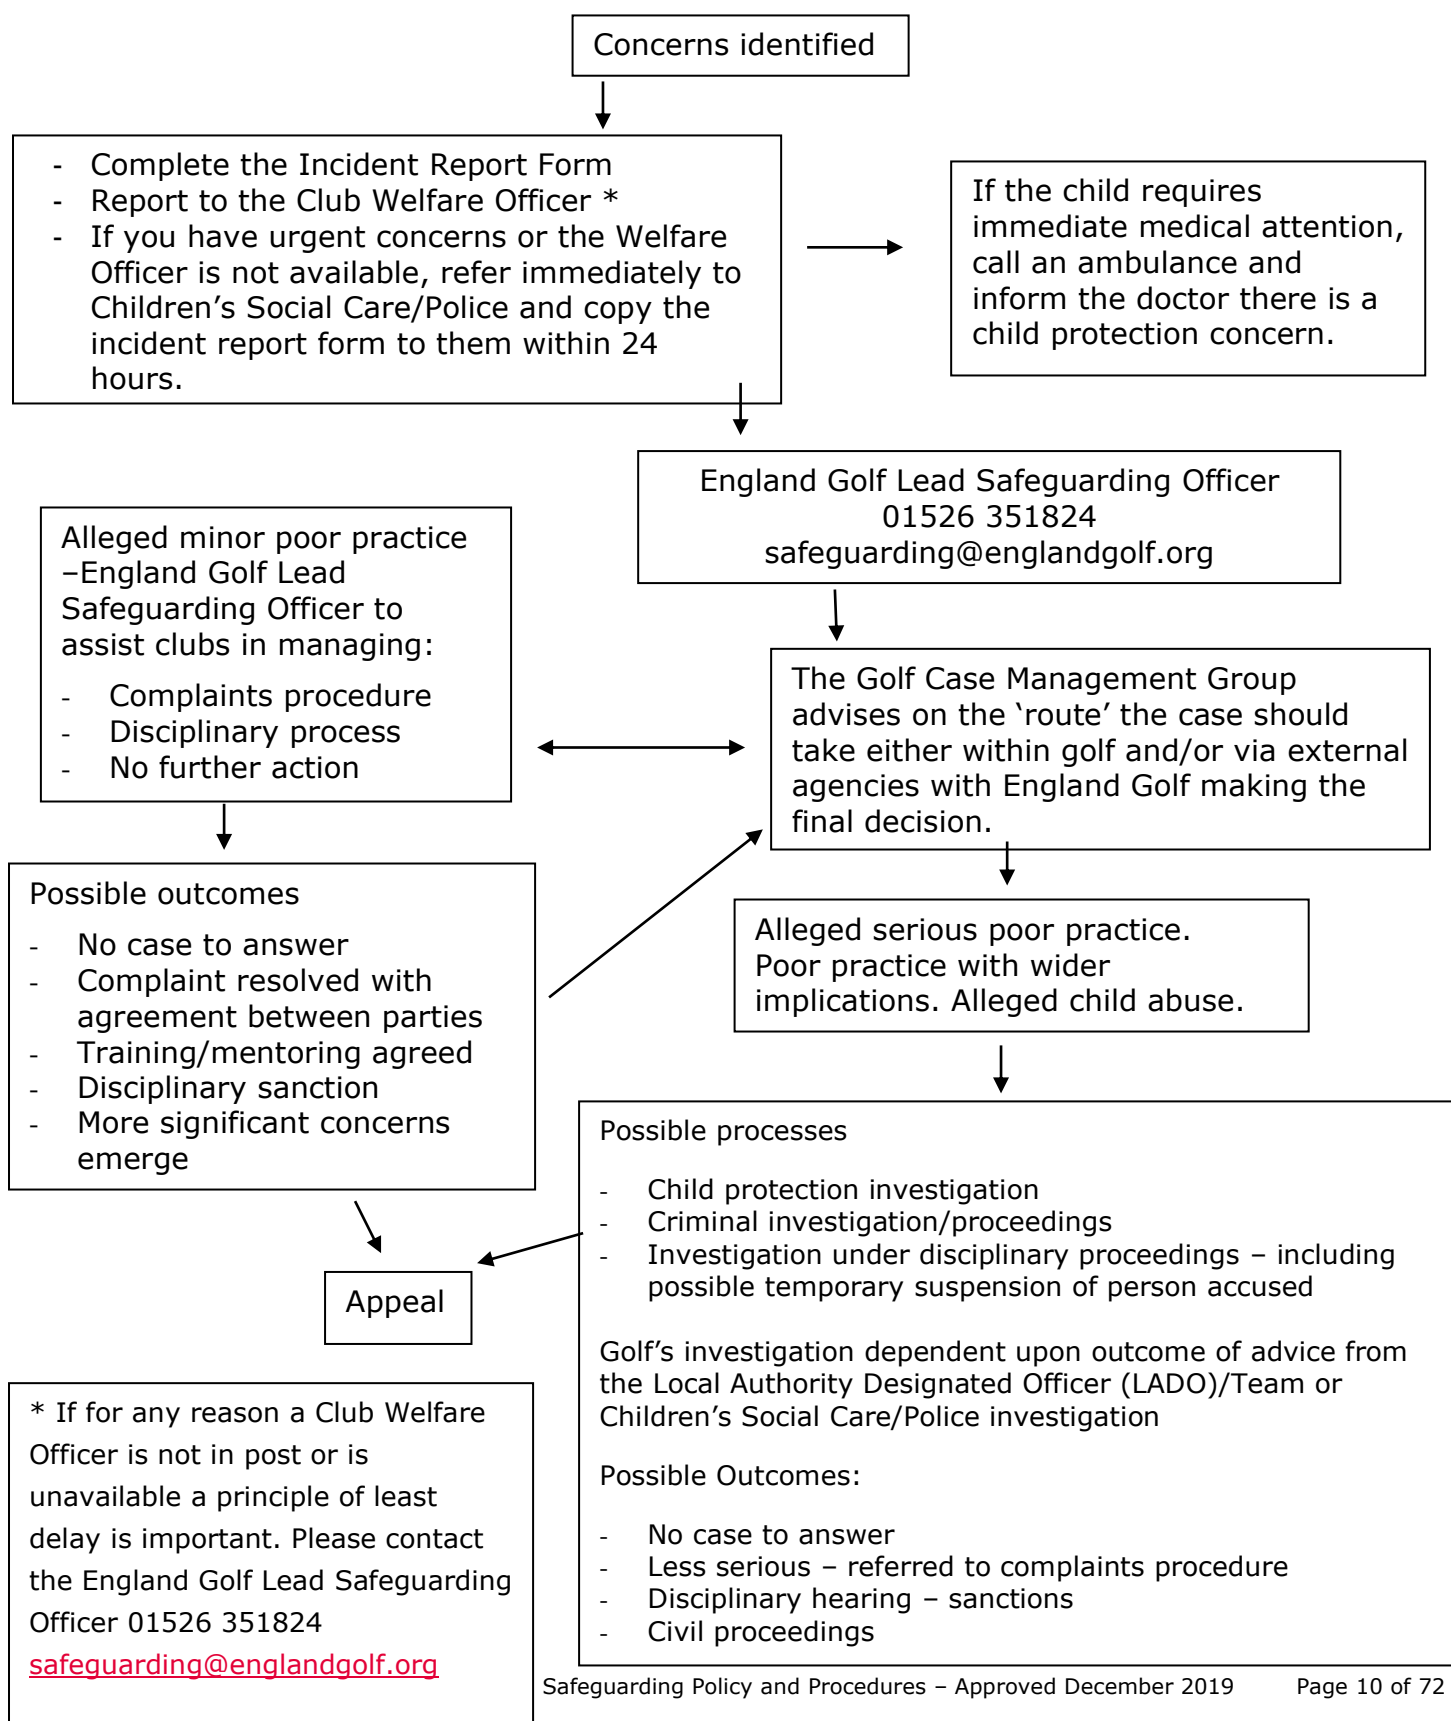 Concerns identified
- Complete the Incident Report Form
- Report to the Club Welfare Officer *
- If you have urgent concerns or the Welfare
Officer is not available, refer immediately to
Children’s Social Care/Police and copy the
incident report form to them within 24
hours.
If the child requires
immediate medical attention,
call an ambulance and
inform the doctor there is a
child protection concern.
England Golf Lead Safeguarding Officer
01526 351824
safeguarding@englandgolf.org
Alleged minor poor practice
–England Golf Lead
Safeguarding Officer to
assist clubs in managing:
- Complaints procedure
- Disciplinary process
- No further action
The Golf Case Management Group
advises on the ‘route’ the case should
take either within golf and/or via external
agencies with England Golf making the
final decision.
Possible outcomes
- No case to answer
- Complaint resolved with
agreement between parties
- Training/mentoring agreed
- Disciplinary sanction
- More significant concerns
emerge
Alleged serious poor practice.
Poor practice with wider
implications. Alleged child abuse.
Possible processes
- Child protection investigation
- Criminal investigation/proceedings
- Investigation under disciplinary proceedings – including
possible temporary suspension of person accused
Golf’s investigation dependent upon outcome of advice from
the Local Authority Designated Officer (LADO)/Team or
Children’s Social Care/Police investigation
Possible Outcomes:
- No case to answer
- Less serious – referred to complaints procedure
- Disciplinary hearing – sanctions
- Civil proceedings
Appeal
* If for any reason a Club Welfare
Officer is not in post or is
unavailable a principle of least
delay is important. Please contact
the England Golf Lead Safeguarding
Officer 01526 351824
safeguarding@englandgolf.org
Safeguarding Policy and Procedures – Approved December 2019 Page 10 of 72